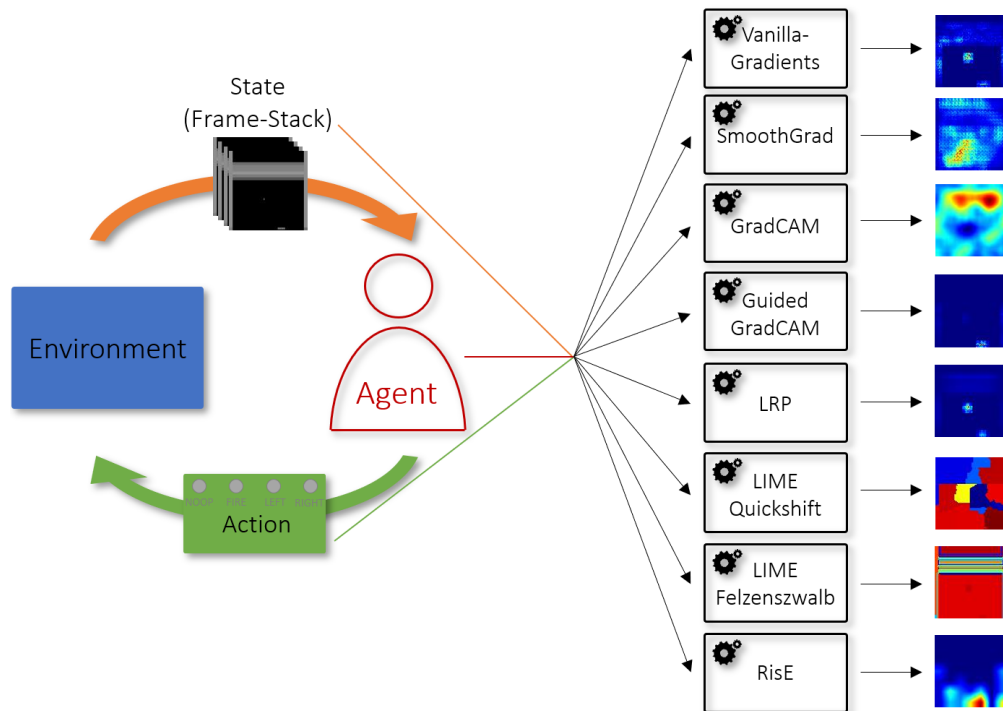 State
(Frame-Stack)
Environment
Agent
NOOP FIRE LEFT RIGHT
Action
Vanilla-
Gradients
SmoothGrad
GradCAM
Guided
GradCAM
LRP
LIME
Quickshift
LIME
Felzenszwalb
RisE